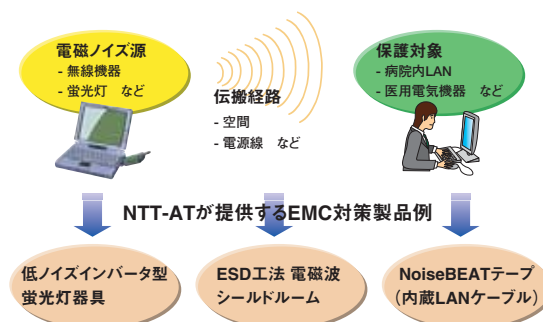 電磁ノイズ源
- 無線機器
- 蛍光灯 など
伝搬経路
- 空間
- 電源線 など
保護対象
- 病院内LAN
- 医用電気機器 など
NTT-ATが提供するEMC対策製品例
低ノイズインバータ型
蛍光灯器具
ESD工法 電磁波
シールドルーム
NoiseBEATテープ
（内蔵LANケーブル）